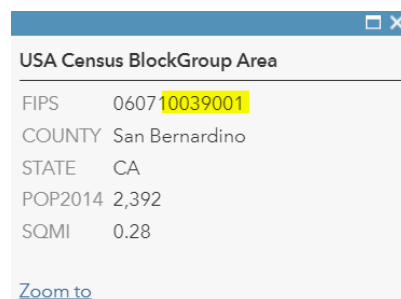 USA Census BlockGroup Area
FIPS 060710039001
COUNTY San Bernardino
STATE CA
POP2014 2,392
SQMI 0.28
Zoom to